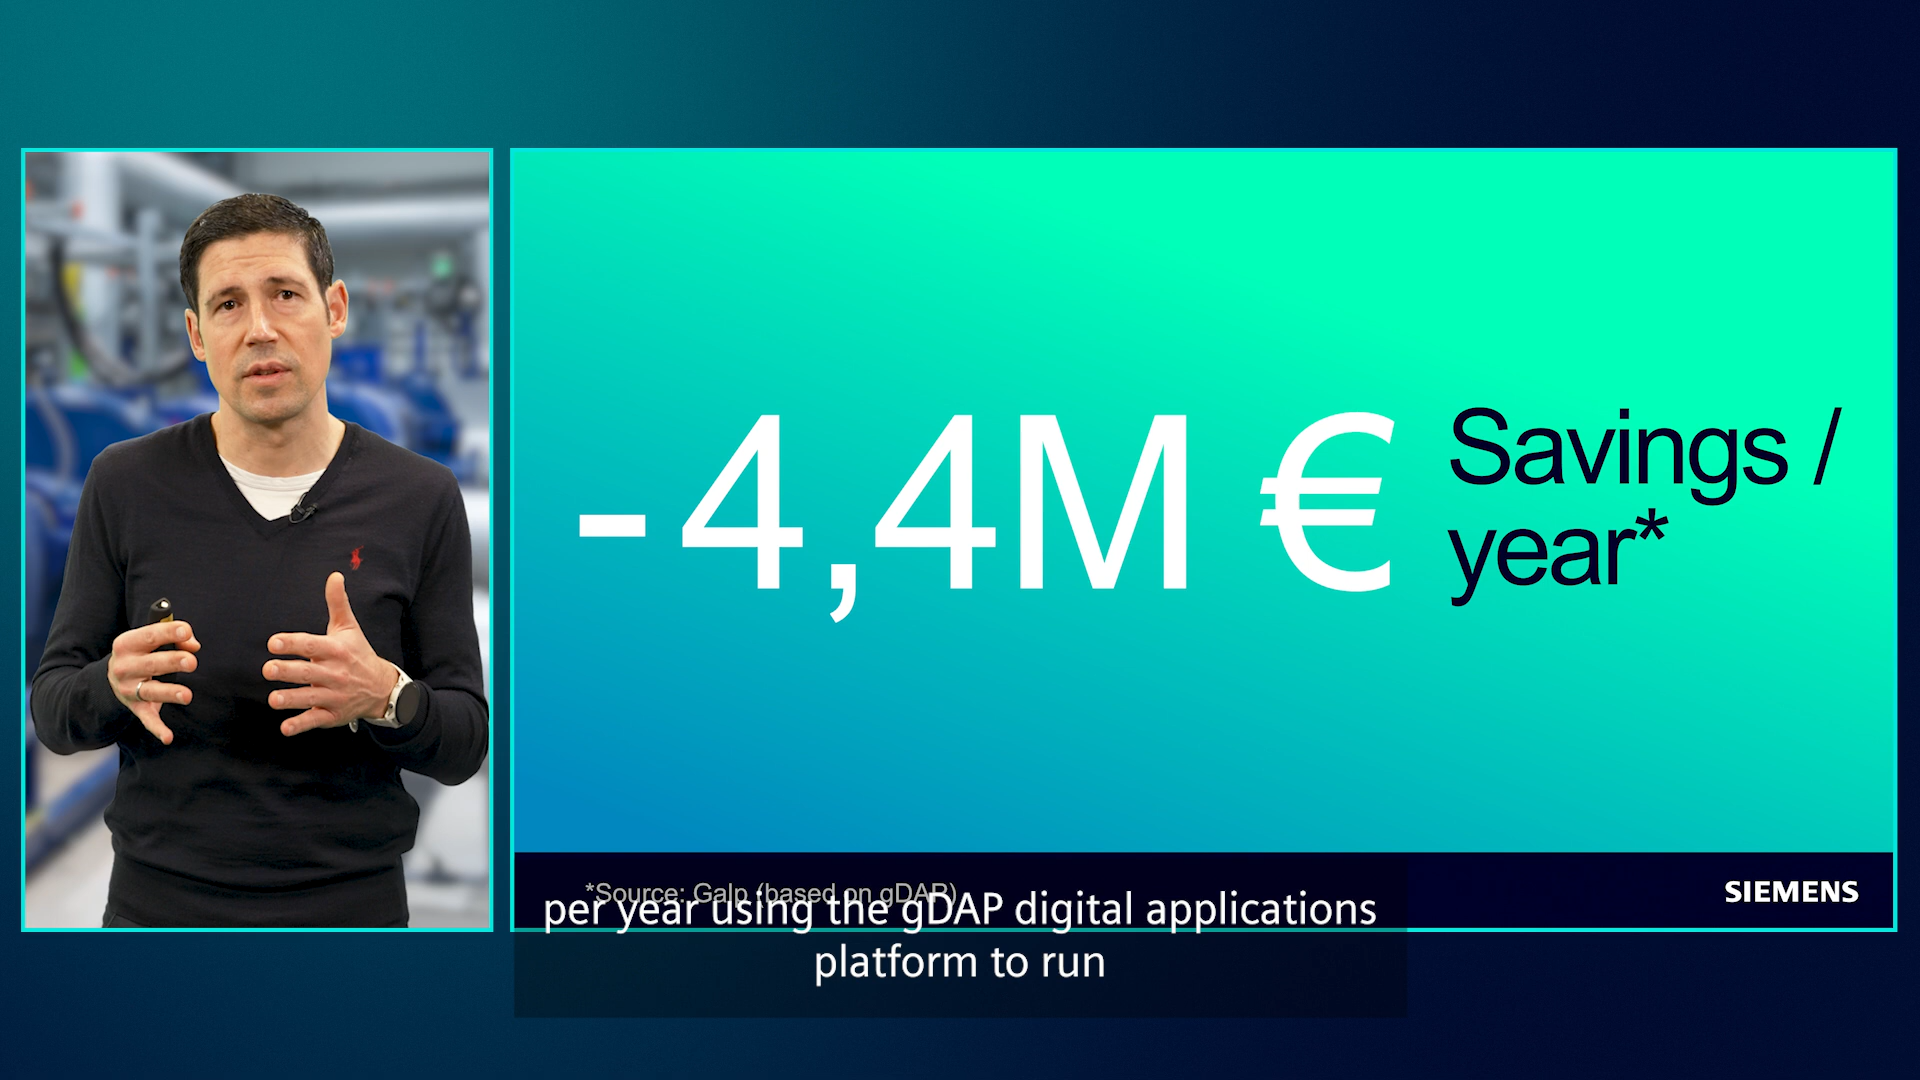 -4,4M €
Savings /
year*
*Source: Galp (based on gDAP)
SIEMENS
per year using the gDAP digital applications
platform to run